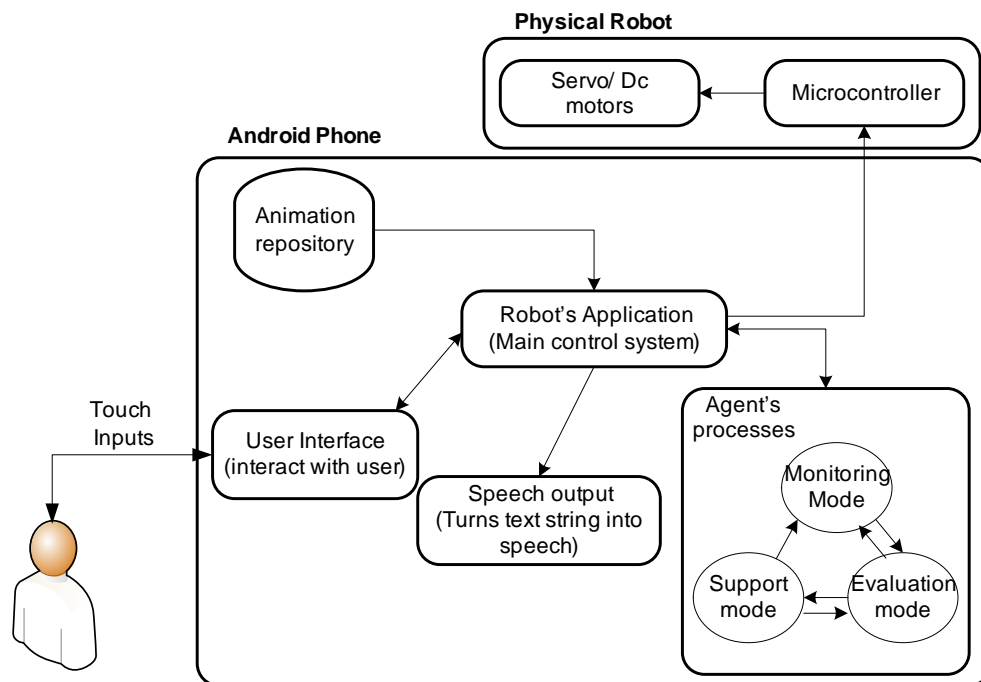 Physical Robot
Servo/ Dc
motors
Microcontroller
Android Phone
Animation
repository
Robot's Application
(Main control system)
Touch
Inputs
User Interface
(interact with user)
Speech output
(Turns text string into
speech)
Agent's
processes
Monitoring
Mode
Support
mode
Evaluation
mode